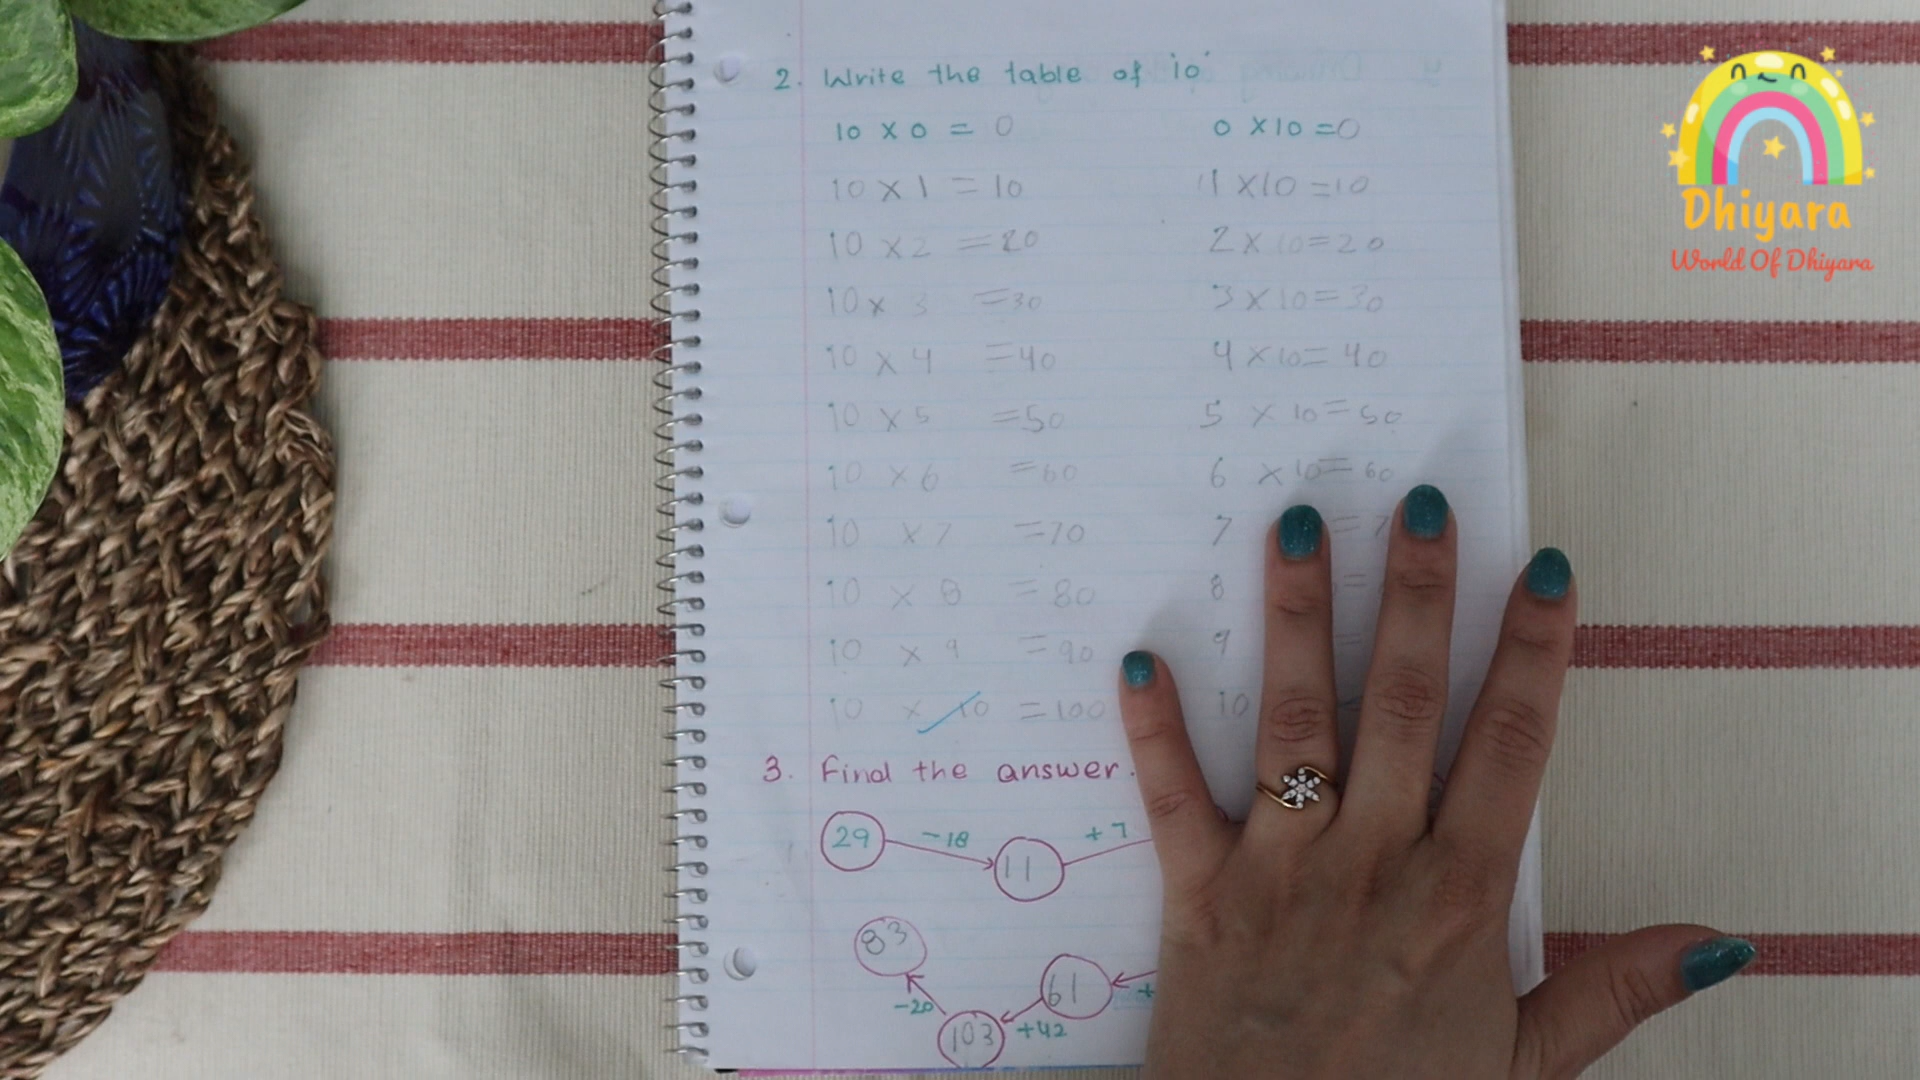 2. Write the table of 10
10 x 0 = 0 0 x 10 = 0
10 x 1 = 10 1 x 10 = 10
10 x 2 = 20 2 x 10 = 20
10 x 3 = 30 3 x 10 = 30
10 x 4 = 40 4 x 10 = 40
10 x 5 = 50 5 x 10 = 50
10 x 6 = 60 6 x 10 = 60
10 x 7 = 70 7 = 7
10 x 8 = 80 8 =
10 x 9 = 90 9 =
10 x 10 = 100 10
3. Find the answer.
29 -18 11 +7
83 -20 103 +42 61 +
Dhiyara
World Of Dhiyara